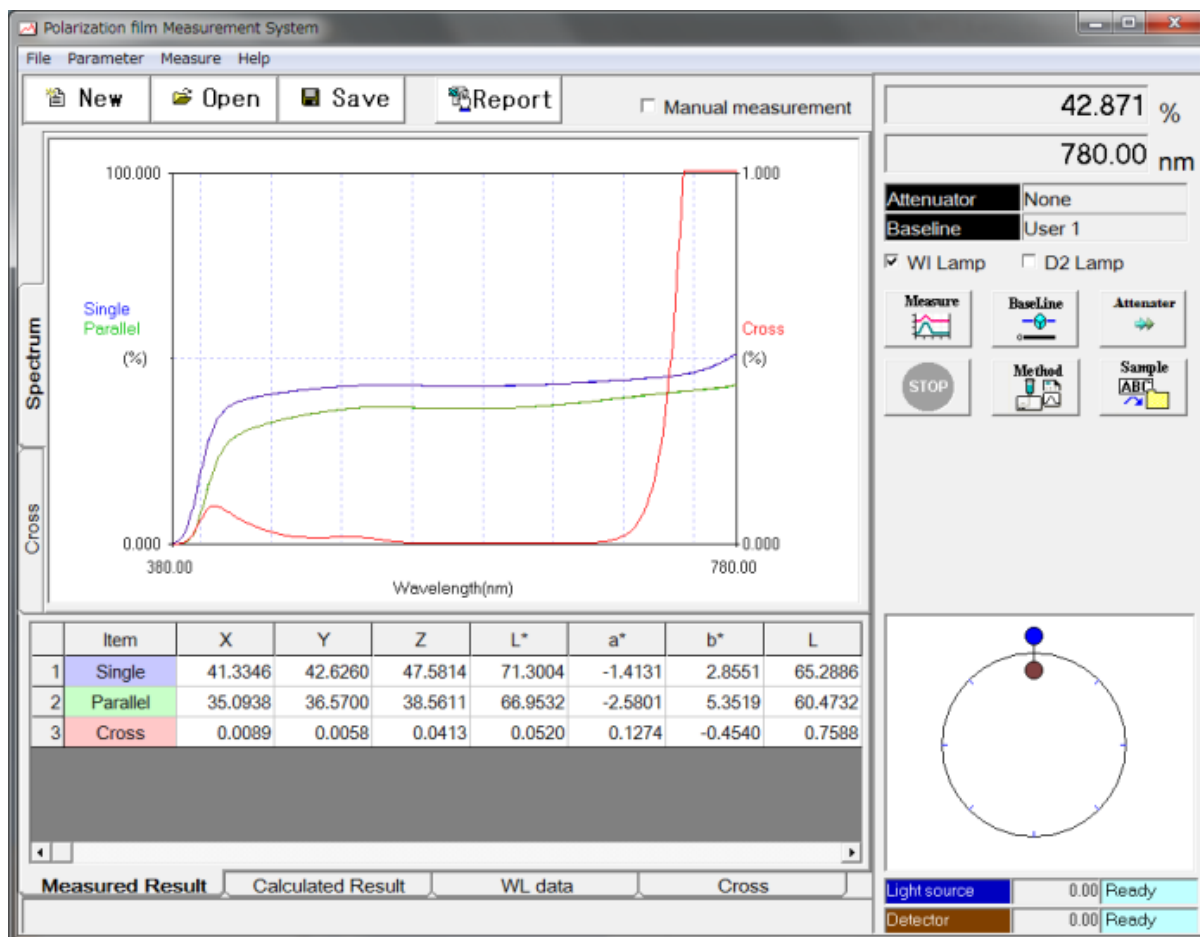 Polarization film Measurement System
File Parameter Measure Help
New Open Save Report Manual measurement
42.871 %
780.00 nm
Attenuator None
Baseline User 1
WI Lamp D2 Lamp
Measure BaseLine Attenater
STOP Method Sample
ABC
Spectrum
Cross
100.000 1.000
Single
Parallel Cross
(%) (%)
0.000 0.000
380.00 780.00
Wavelength(nm)
Item X Y Z L* a* b* L
1 Single 41.3346 42.6260 47.5814 71.3004 -1.4131 2.8551 65.2886
2 Parallel 35.0938 36.5700 38.5611 66.9532 -2.5801 5.3519 60.4732
3 Cross 0.0089 0.0058 0.0413 0.0520 0.1274 -0.4540 0.7588
Measured Result Calculated Result WL data Cross
Light source 0.00 Ready
Detector 0.00 Ready